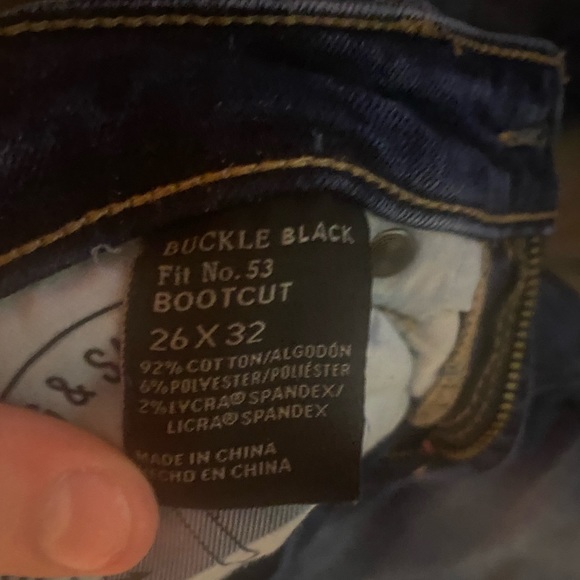 BUCKLE BLACK
Fit No. 53
BOOTCUT
26 X 32
92% COTTON/ALGODÓN
6% POLYESTER/POLIÉSTER
2% LYCRA® SPANDEX/
LICRA® SPANDEX
MADE IN CHINA
HECHO EN CHINA
&